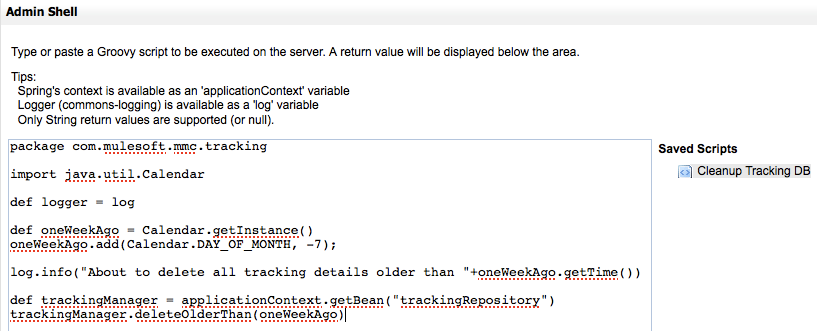 Admin Shell
Type or paste a Groovy script to be executed on the server. A return value will be displayed below the area.
Tips:
Spring's context is available as an 'applicationContext' variable
Logger (commons-logging) is available as a 'log' variable
Only String return values are supported (or null).
package com.mulesoft.mmc.tracking
import java.util.Calendar
def logger = log
def oneWeekAgo = Calendar.getInstance()
oneWeekAgo.add(Calendar.DAY_OF_MONTH, -7);
log.info("About to delete all tracking details older than "+oneWeekAgo.getTime())
def trackingManager = applicationContext.getBean("trackingRepository")
trackingManager.deleteOlderThan(oneWeekAgo)
Saved Scripts
Cleanup Tracking DB